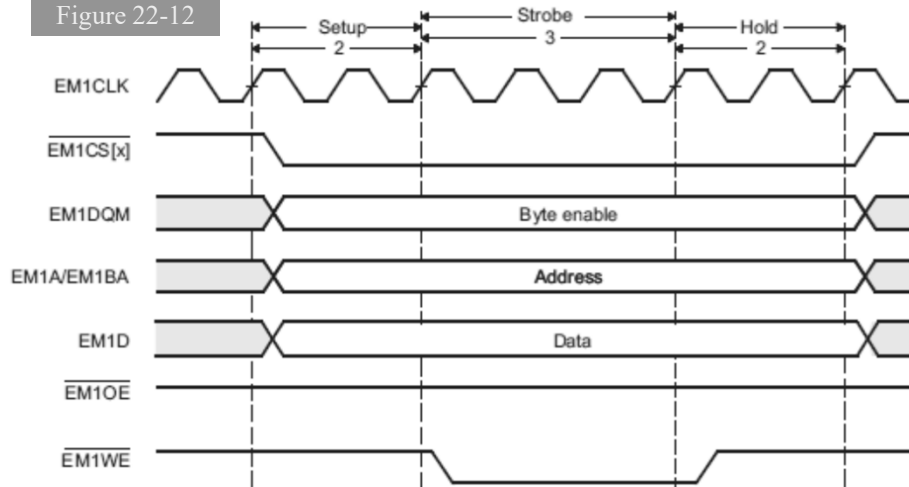 Figure 22-12
Setup
2
Strobe
3
Hold
2
EM1CLK
EM1CS[x]
EM1DQM
Byte enable
EM1A/EM1BA
Address
EM1D
Data
EM1OE
EM1WE